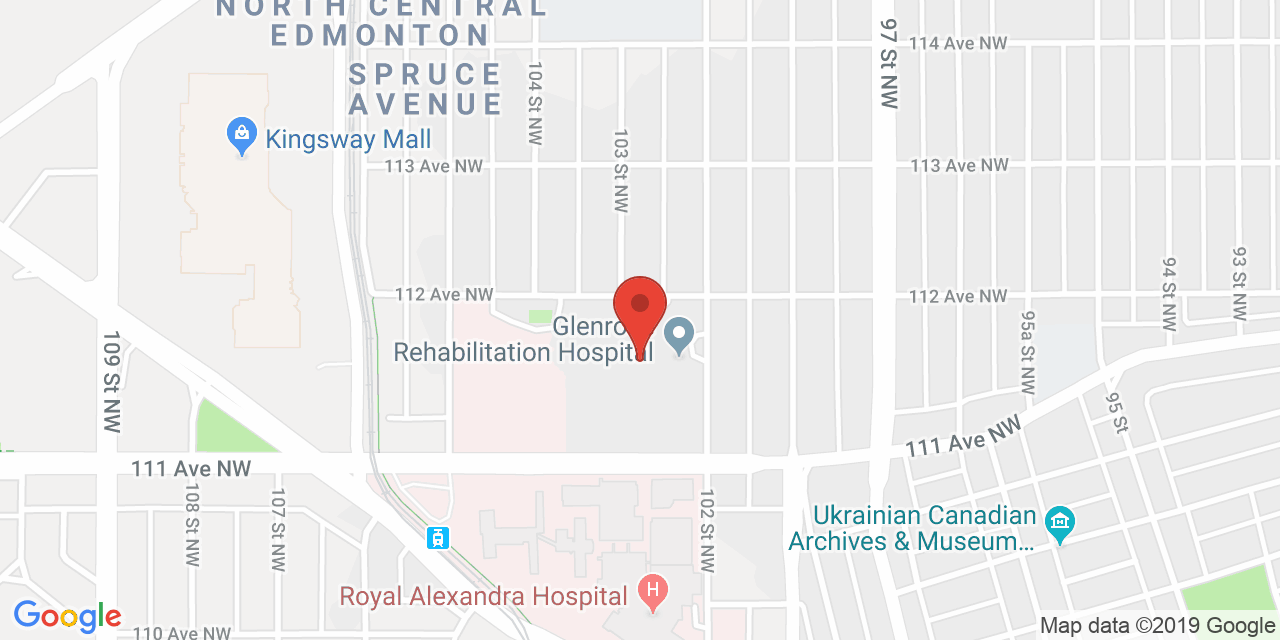 NORTH CENTRAL
EDMONTON
SPRUCE
AVENUE
97 St NW
114 Ave NW
104 St NW
Kingsway Mall
103 St NW
113 Ave NW
113 Ave NW
112 Ave NW
112 Ave NW
94 St NW
93 St NW
95a St NW
109 St NW
Glenro
Rehabilitation Hospital
95 St
111 Ave NW
111 Ave NW
108 St NW
107 St NW
102 St NW
Ukrainian Canadian
Archives & Museum...
Royal Alexandra Hospital
H
Google
110 Ave NW
Map data ©2019 Google